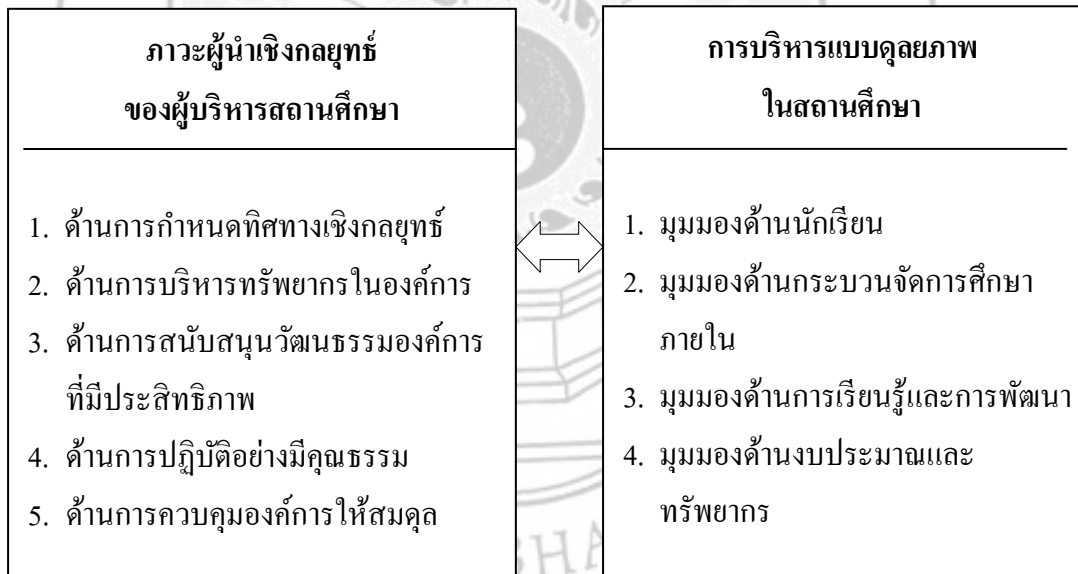 ภาวะผู้นำเชิงกลยุทธ์
ของผู้บริหารสถานศึกษา
1. ด้านการกำหนดทิศทางเชิงกลยุทธ์
2. ด้านการบริหารทรัพยากรในองค์การ
3. ด้านการสนับสนุนวัฒนธรรมองค์การ
ที่มีประสิทธิภาพ
4. ด้านการปฏิบัติอย่างมีคุณธรรม
5. ด้านการควบคุมองค์การให้สมดุล
การบริหารแบบดุลยภาพ
ในสถานศึกษา
1. มุมมองด้านนักเรียน
2. มุมมองด้านกระบวนจัดการศึกษา
ภายใน
3. มุมมองด้านการเรียนรู้และการพัฒนา
4. มุมมองด้านงบประมาณและ
ทรัพยากร